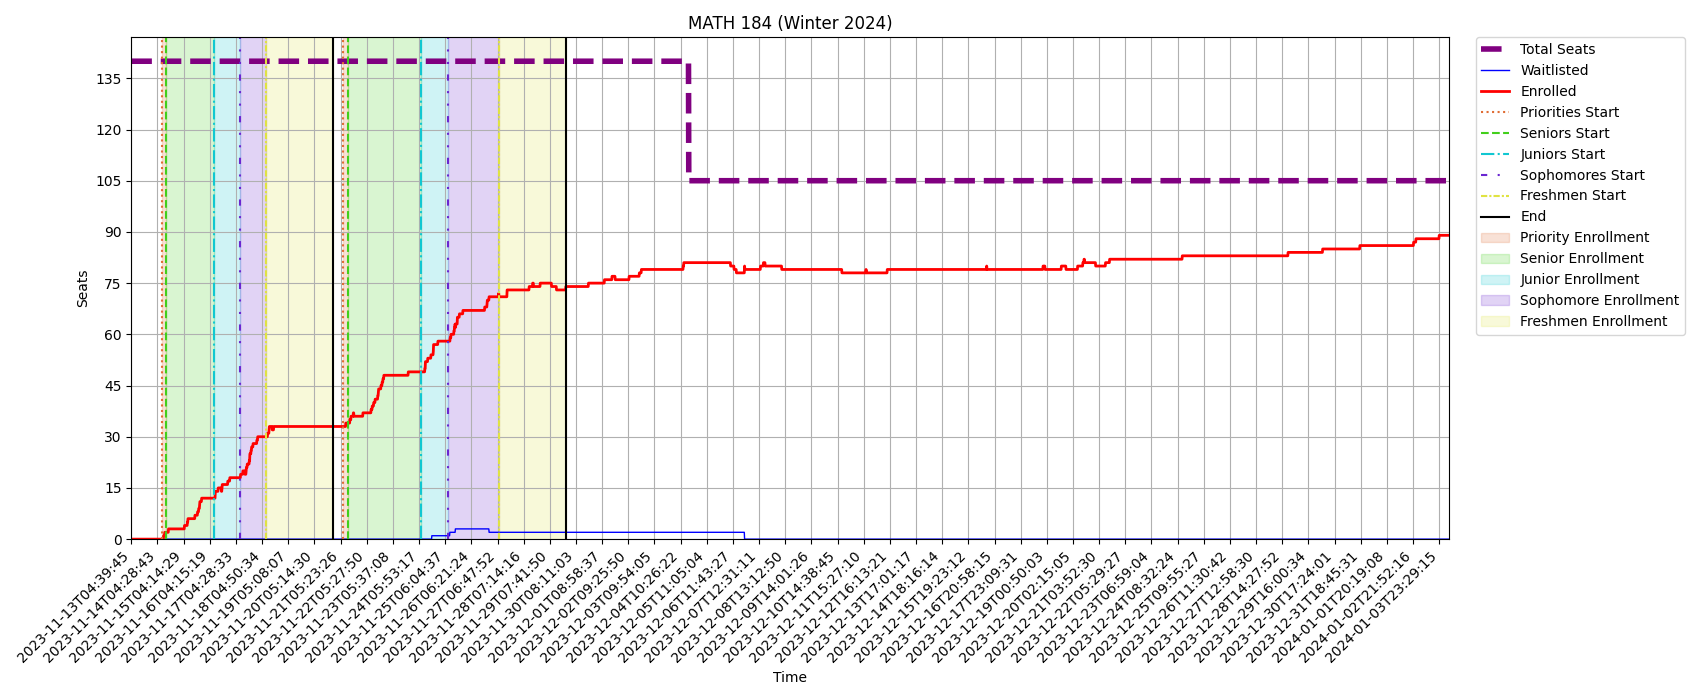 MATH 184 (Winter 2024)
Seats
135
120
105
90
75
60
45
30
15
0
2023-11-13T04:39:45
2023-11-14T04:28:43
2023-11-15T04:14:29
2023-11-16T04:15:19
2023-11-17T04:28:33
2023-11-18T04:50:34
2023-11-19T05:08:07
2023-11-20T05:14:30
2023-11-21T05:23:26
2023-11-22T05:27:50
2023-11-23T05:37:08
2023-11-24T05:53:17
2023-11-25T06:04:37
2023-11-26T06:21:24
2023-11-27T06:47:52
2023-11-28T07:14:16
2023-11-29T07:41:50
2023-11-30T08:11:03
2023-12-01T08:58:37
2023-12-02T09:25:50
2023-12-03T09:54:05
2023-12-04T10:26:22
2023-12-05T11:05:04
2023-12-06T11:43:27
2023-12-07T12:31:11
2023-12-08T13:12:50
2023-12-09T14:01:26
2023-12-10T14:38:45
2023-12-11T15:27:10
2023-12-12T16:13:21
2023-12-13T17:01:17
2023-12-14T18:16:14
2023-12-15T19:23:12
2023-12-16T20:58:15
2023-12-17T23:09:31
2023-12-19T00:50:03
2023-12-20T02:15:05
2023-12-21T03:52:30
2023-12-22T05:29:27
2023-12-23T06:59:04
2023-12-24T08:32:24
2023-12-25T09:55:27
2023-12-26T11:30:42
2023-12-27T12:58:30
2023-12-28T14:27:52
2023-12-29T16:00:34
2023-12-30T17:24:01
2023-12-31T18:45:31
2024-01-01T20:19:08
2024-01-02T21:52:16
2024-01-03T23:29:15
Time
Total Seats
Waitlisted
Enrolled
Priorities Start
Seniors Start
Juniors Start
Sophomores Start
Freshmen Start
End
Priority Enrollment
Senior Enrollment
Junior Enrollment
Sophomore Enrollment
Freshmen Enrollment